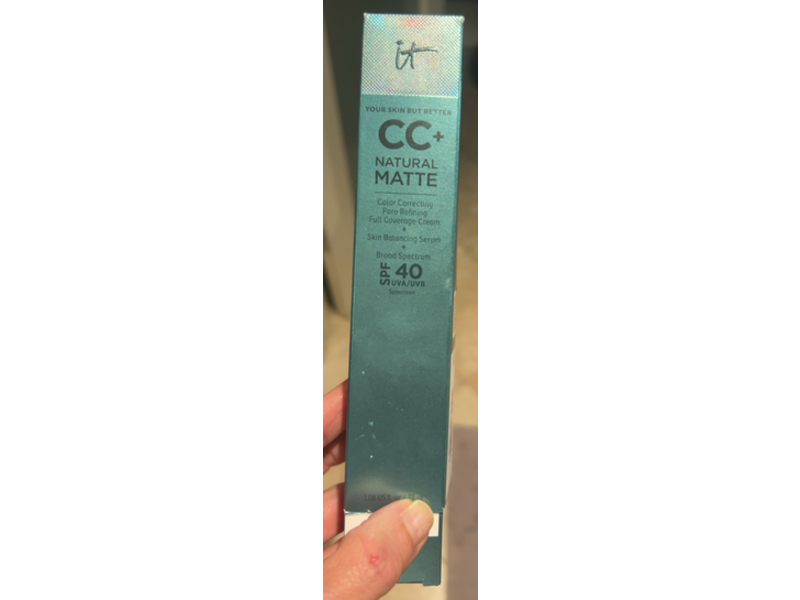 it
YOUR SKIN BUT BETTER
CC+
NATURAL
MATTE
Color Correcting
Pore Refining
Full Coverage Cream
+
Skin Balancing Serum
+
Broad Spectrum
SPF 40
UVA/UVB
Sunscreen